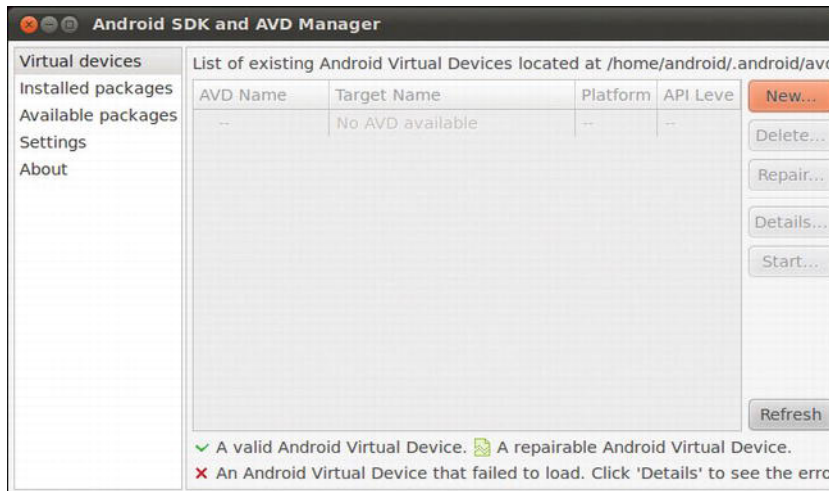 Android SDK and AVD Manager
Virtual devices
Installed packages
Available packages
Settings
About
List of existing Android Virtual Devices located at /home/android/.android/avd
AVD Name Target Name Platform API Leve
-- No AVD available -- --
New...
Delete...
Repair...
Details...
Start...
Refresh
A valid Android Virtual Device. A repairable Android Virtual Device.
An Android Virtual Device that failed to load. Click 'Details' to see the erro